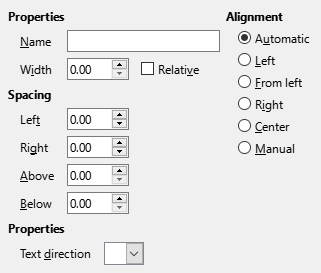 Properties
Name
Width 0.00 Relative
Spacing
Left 0.00
Right 0.00
Above 0.00
Below 0.00
Properties
Text direction
Alignment
Automatic
Left
From left
Right
Center
Manual